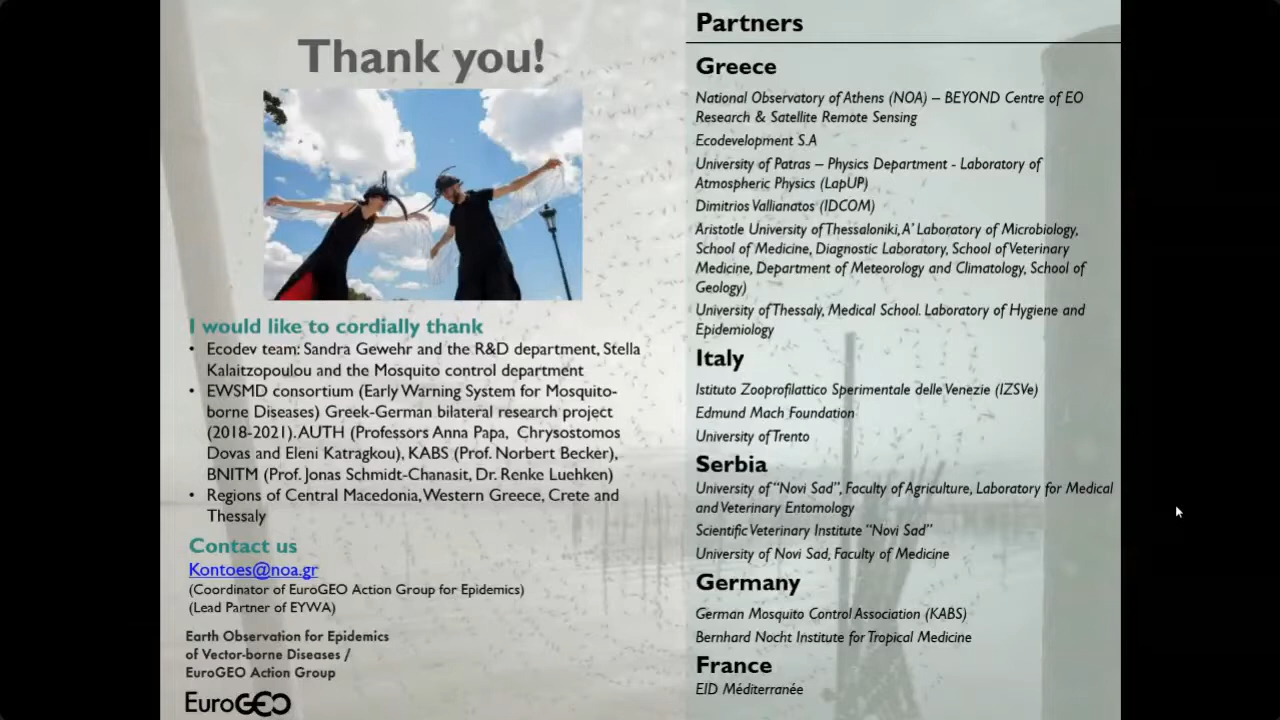 Thank you!
I would like to cordially thank
• Ecodev team: Sandra Gewehr and the R&D department, Stella
Kalaitzopoulou and the Mosquito control department
• EWSMD consortium (Early Warning System for Mosquito-
borne Diseases) Greek-German bilateral research project
(2018-2021). AUTH (Professors Anna Papa, Chrysostomos
Dovas and Eleni Katragkou), KABS (Prof. Norbert Becker),
BNITM (Prof. Jonas Schmidt-Chanasit, Dr. Renke Luehken)
• Regions of Central Macedonia, Western Greece, Crete and
Thessaly
Contact us
Kontoes@noa.gr
(Coordinator of EuroGEO Action Group for Epidemics)
(Lead Partner of EYWA)
Earth Observation for Epidemics
of Vector-borne Diseases /
EuroGEO Action Group
EuroGEO
Partners
Greece
National Observatory of Athens (NOA) – BEYOND Centre of EO
Research & Satellite Remote Sensing
Ecodevelopment S.A
University of Patras – Physics Department - Laboratory of
Atmospheric Physics (LapUP)
Dimitrios Vallianatos (IDCOM)
Aristotle University of Thessaloniki, A' Laboratory of Microbiology,
School of Medicine, Diagnostic Laboratory, School of Veterinary
Medicine, Department of Meteorology and Climatology, School of
Geology)
University of Thessaly, Medical School. Laboratory of Hygiene and
Epidemiology
Italy
Istituto Zooprofilattico Sperimentale delle Venezie (IZSVe)
Edmund Mach Foundation
University of Trento
Serbia
University of “Novi Sad”, Faculty of Agriculture, Laboratory for Medical
and Veterinary Entomology
Scientific Veterinary Institute “Novi Sad”
University of Novi Sad, Faculty of Medicine
Germany
German Mosquito Control Association (KABS)
Bernhard Nocht Institute for Tropical Medicine
France
EID Méditerranée